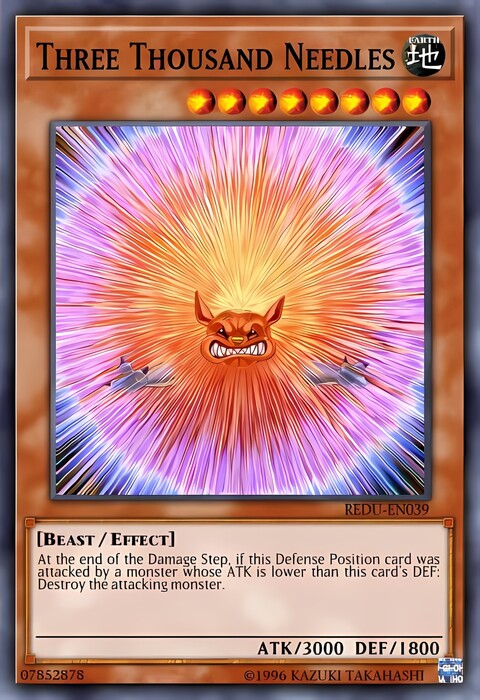 THREE THOUSAND NEEDLES
EARTH
地
REDU-EN039
[BEAST / EFFECT]
At the end of the Damage Step, if this Defense Position card was
attacked by a monster whose ATK is lower than this card's DEF:
Destroy the attacking monster.
ATK/3000 DEF/1800
07852878
©1996 KAZUKI TAKAHASHI